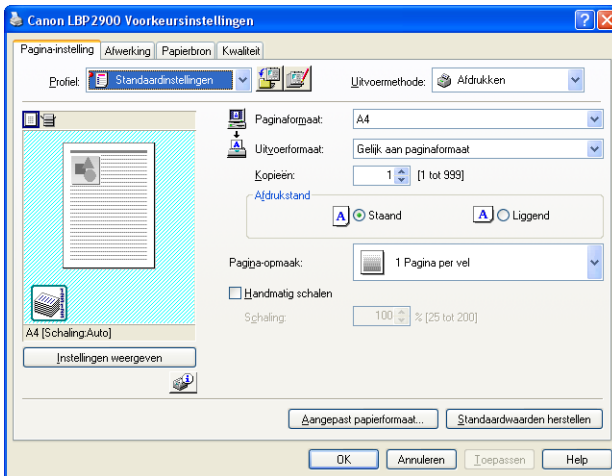 Canon LBP2900 Voorkeursinstellingen
Pagina-instelling Afwerking Papierbron Kwaliteit
Profiel: Standaardinstellingen Uitvoermethode: Afdrukken
Paginaformaat: A4
Uitvoerformaat: Gelijk aan paginaformaat
Kopieën: 1 [1 tot 999]
Afdrukstand
A Staand A Liggend
Pagina-opmaak: 1 Pagina per vel
Handmatig schalen
Schaling: 100 % [25 tot 200]
A4 [Schaling:Auto]
Instellingen weergeven
Aangepast papierformaat... Standaardwaarden herstellen
OK Annuleren Toepassen Help